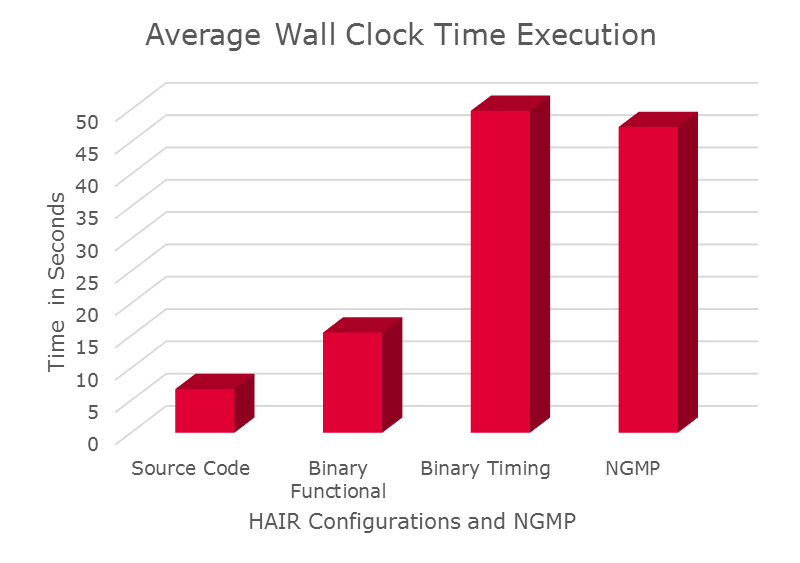 Average Wall Clock Time Execution
Time in Seconds
50
45
40
35
30
25
20
15
10
5
0
Source Code
Binary
Functional
Binary Timing
NGMP
HAIR Configurations and NGMP